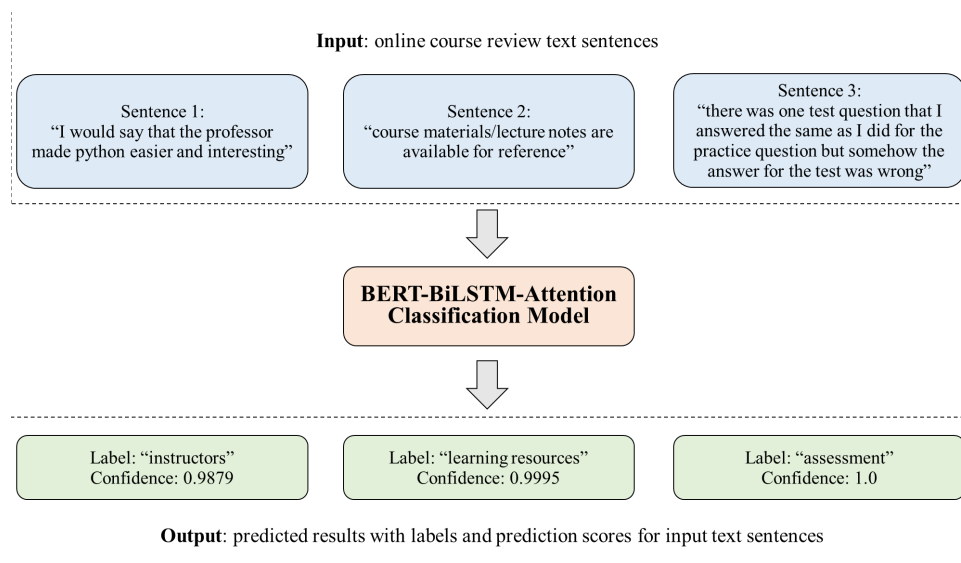 Input: online course review text sentences
Sentence 1:
“I would say that the professor
made python easier and interesting”
Sentence 2:
“course materials/lecture notes are
available for reference”
Sentence 3:
“there was one test question that I
answered the same as I did for the
practice question but somehow the
answer for the test was wrong”
BERT-BiLSTM-Attention
Classification Model
Label: “instructors”
Confidence: 0.9879
Label: “learning resources”
Confidence: 0.9995
Label: “assessment”
Confidence: 1.0
Output: predicted results with labels and prediction scores for input text sentences